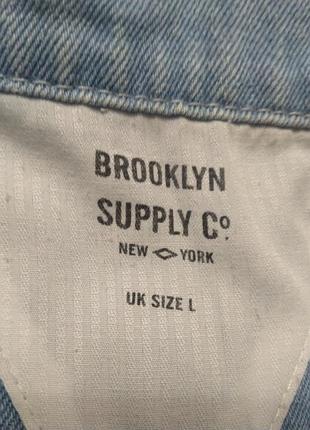 BROOKLYN
SUPPLY Co.
NEW YORK
UK SIZE L